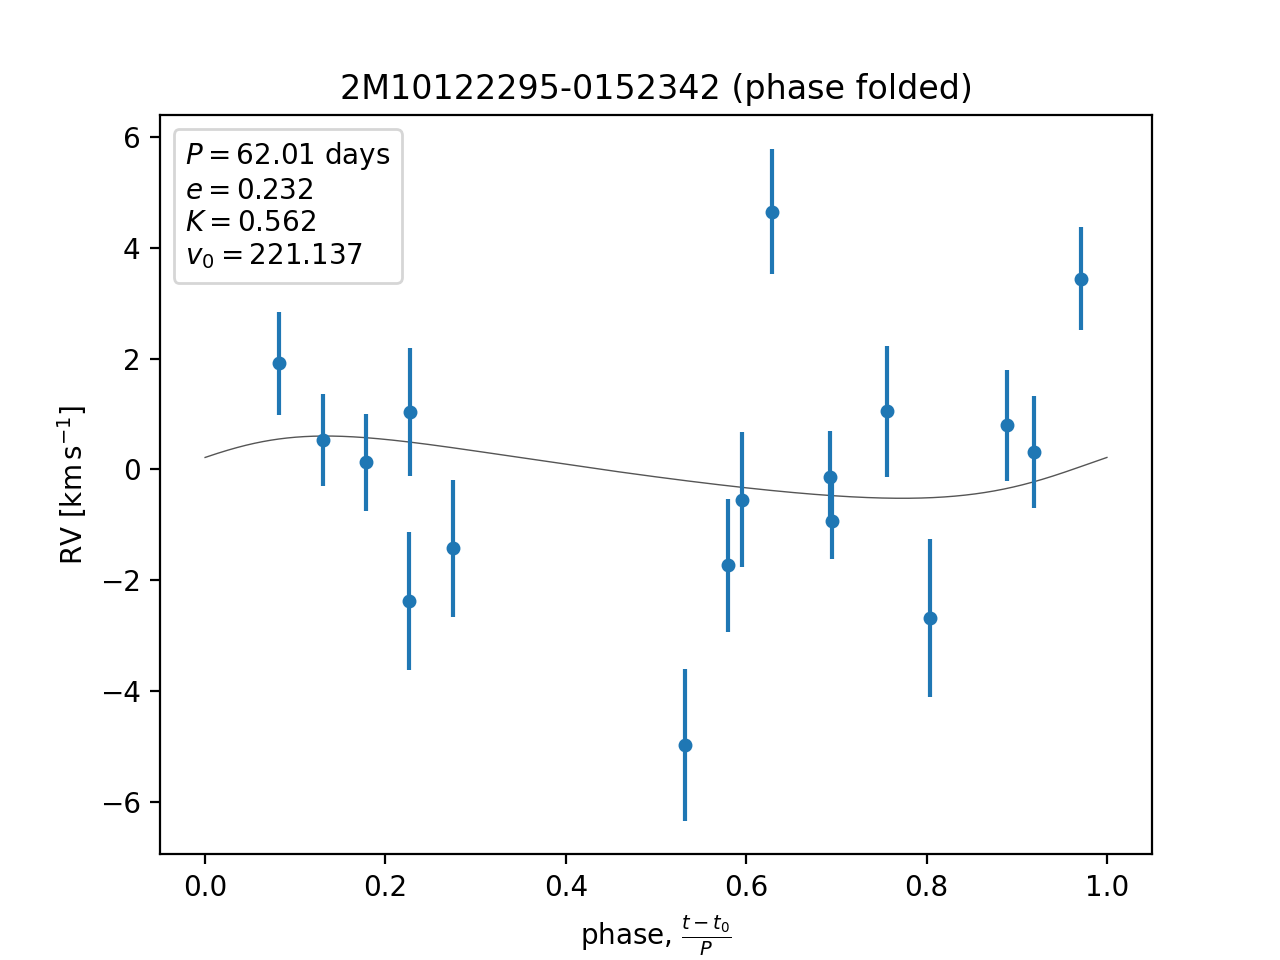 2M10122295-0152342 (phase folded)
P = 62.01 days
e = 0.232
K = 0.562
v₀ = 221.137
RV [km s⁻¹]
6
4
2
0
−2
−4
−6
0.0 0.2 0.4 0.6 0.8 1.0
phase, (t − t₀)/P